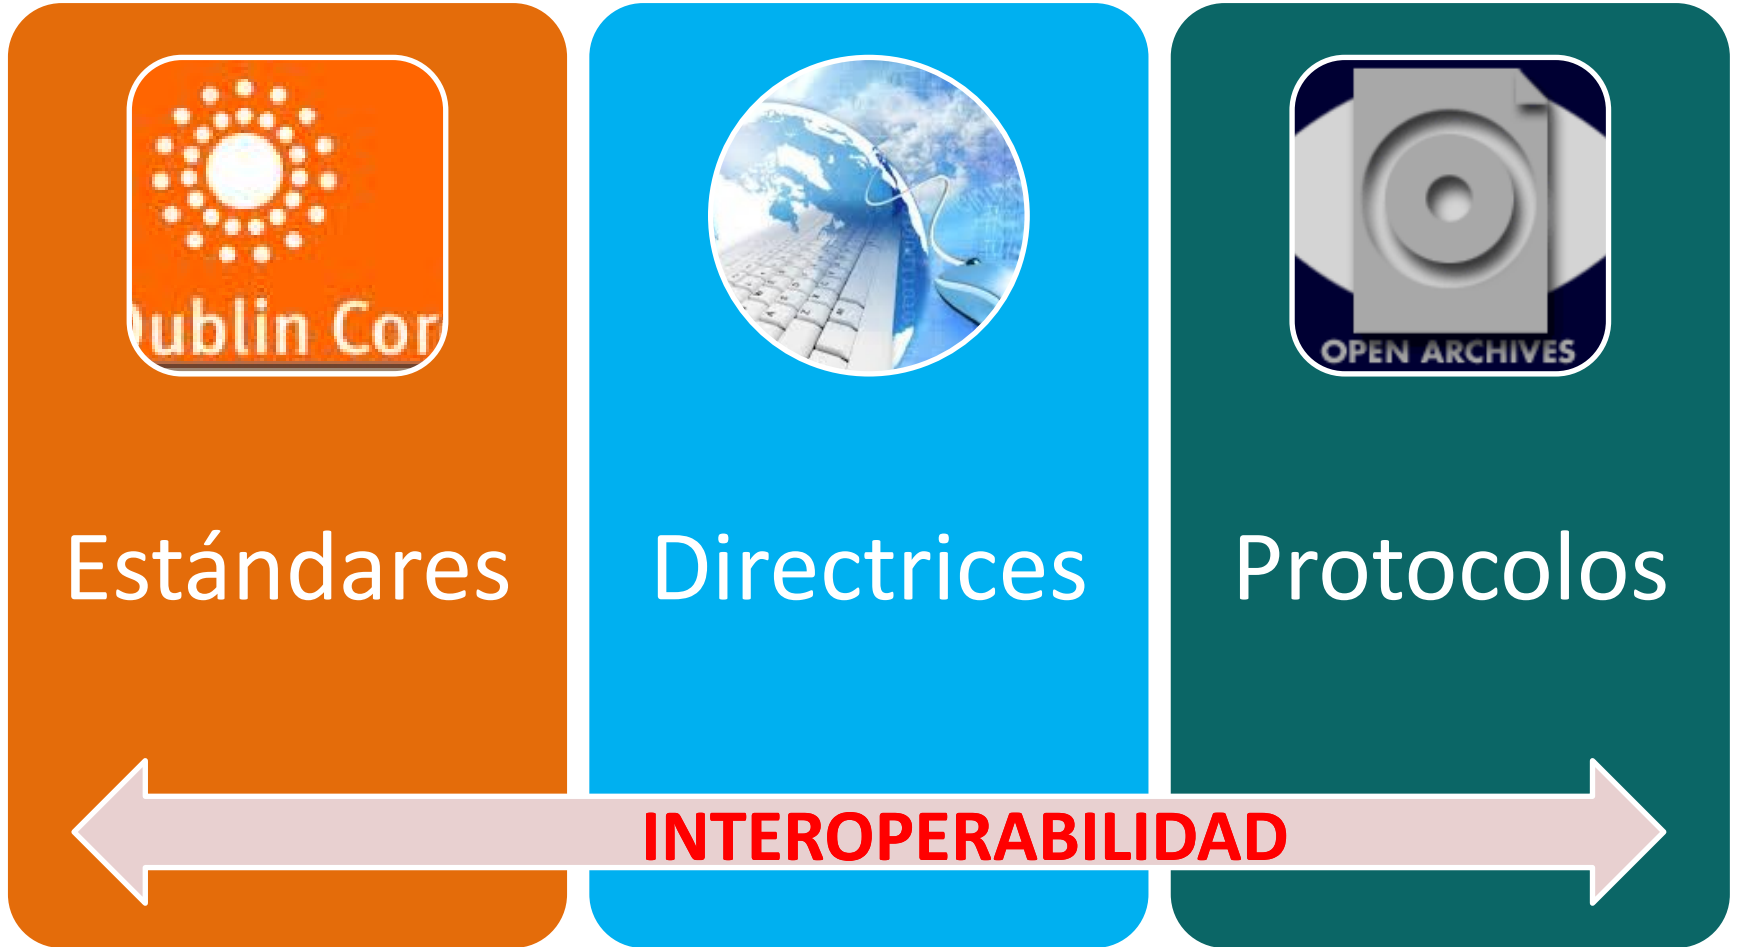 ublin Cor
OPEN ARCHIVES
Estándares
Directrices
Protocolos
INTEROPERABILIDAD